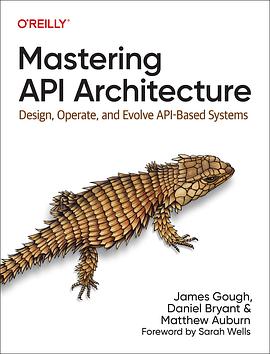 O'REILLY®
Mastering
API Architecture
Design, Operate, and Evolve API-Based Systems
James Gough,
Daniel Bryant &
Matthew Auburn
Foreword by Sarah Wells